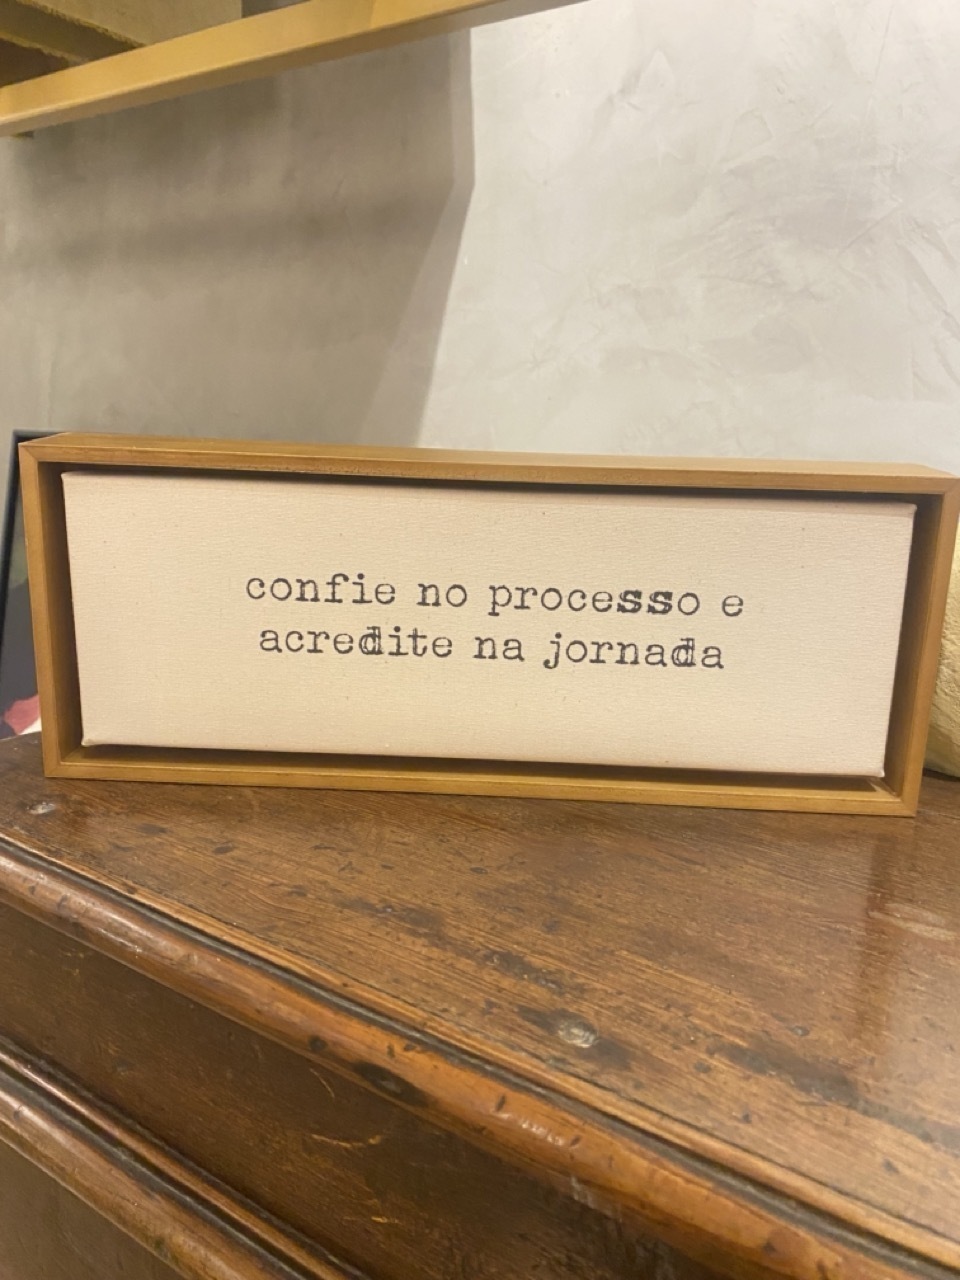 confie no processo e
acredite na jornada